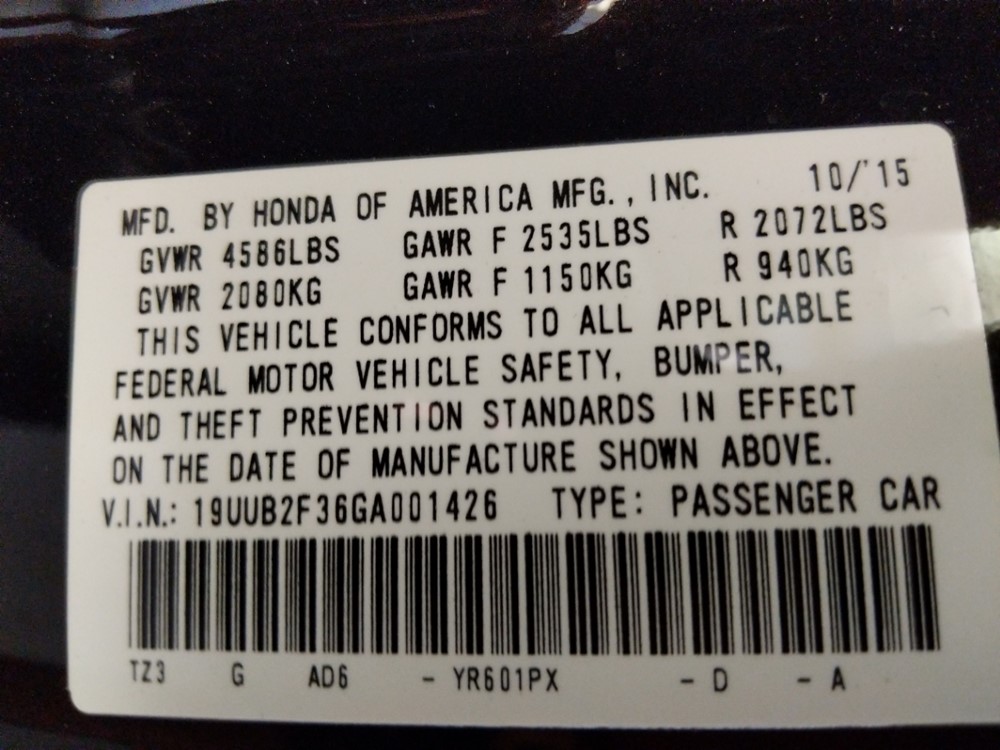 MFD. BY HONDA OF AMERICA MFG., INC. 10/'15
GVWR 4586LBS GAWR F 2535LBS R 2072LBS
GVWR 2080KG GAWR F 1150KG R 940KG
THIS VEHICLE CONFORMS TO ALL APPLICABLE
FEDERAL MOTOR VEHICLE SAFETY, BUMPER,
AND THEFT PREVENTION STANDARDS IN EFFECT
ON THE DATE OF MANUFACTURE SHOWN ABOVE.
V.I.N.: 19UUB2F36GA001426 TYPE: PASSENGER CAR
TZ3 G AD6 - YR601PX - D - A